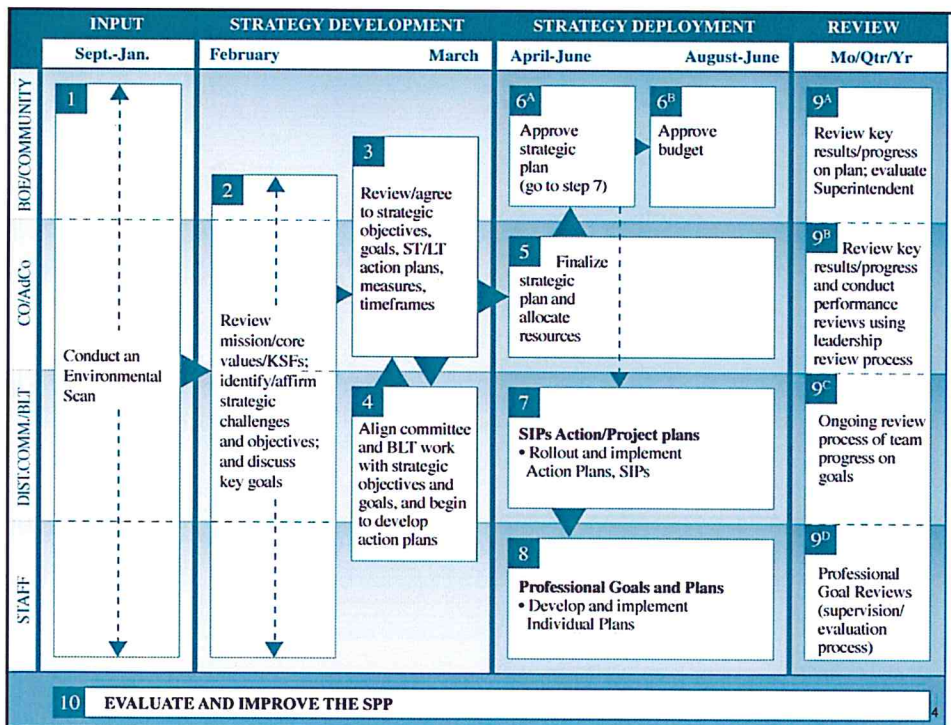 INPUT
STRATEGY DEVELOPMENT
STRATEGY DEPLOYMENT
REVIEW
Sept.-Jan.
February
March
April-June
August-June
Mo/Qtr/Yr
BOE/COMMUNITY
CO/AdCo
DIST.COMM./BLT
STAFF
1
Conduct an
Environmental
Scan
2
Review
mission/core
values/KSFs;
identify/affirm
strategic
challenges
and objectives;
and discuss
key goals
3
Review/agree
to strategic
objectives,
goals, ST/LT
action plans,
measures,
timeframes
4
Align committee
and BLT work
with strategic
objectives and
goals, and begin
to develop
action plans
5
Finalize
strategic
plan and
allocate
resources
6A
Approve
strategic
plan
(go to step 7)
6B
Approve
budget
7
SIPs Action/Project plans
• Rollout and implement
Action Plans, SIPs
8
Professional Goals and Plans
• Develop and implement
Individual Plans
9A
Review key
results/progress
on plan; evaluate
Superintendent
9B
Review key
results/progress
and conduct
performance
reviews using
leadership
review process
9C
Ongoing review
process of team
progress on
goals
9D
Professional
Goal Reviews
(supervision/
evaluation
process)
10
EVALUATE AND IMPROVE THE SPP
4